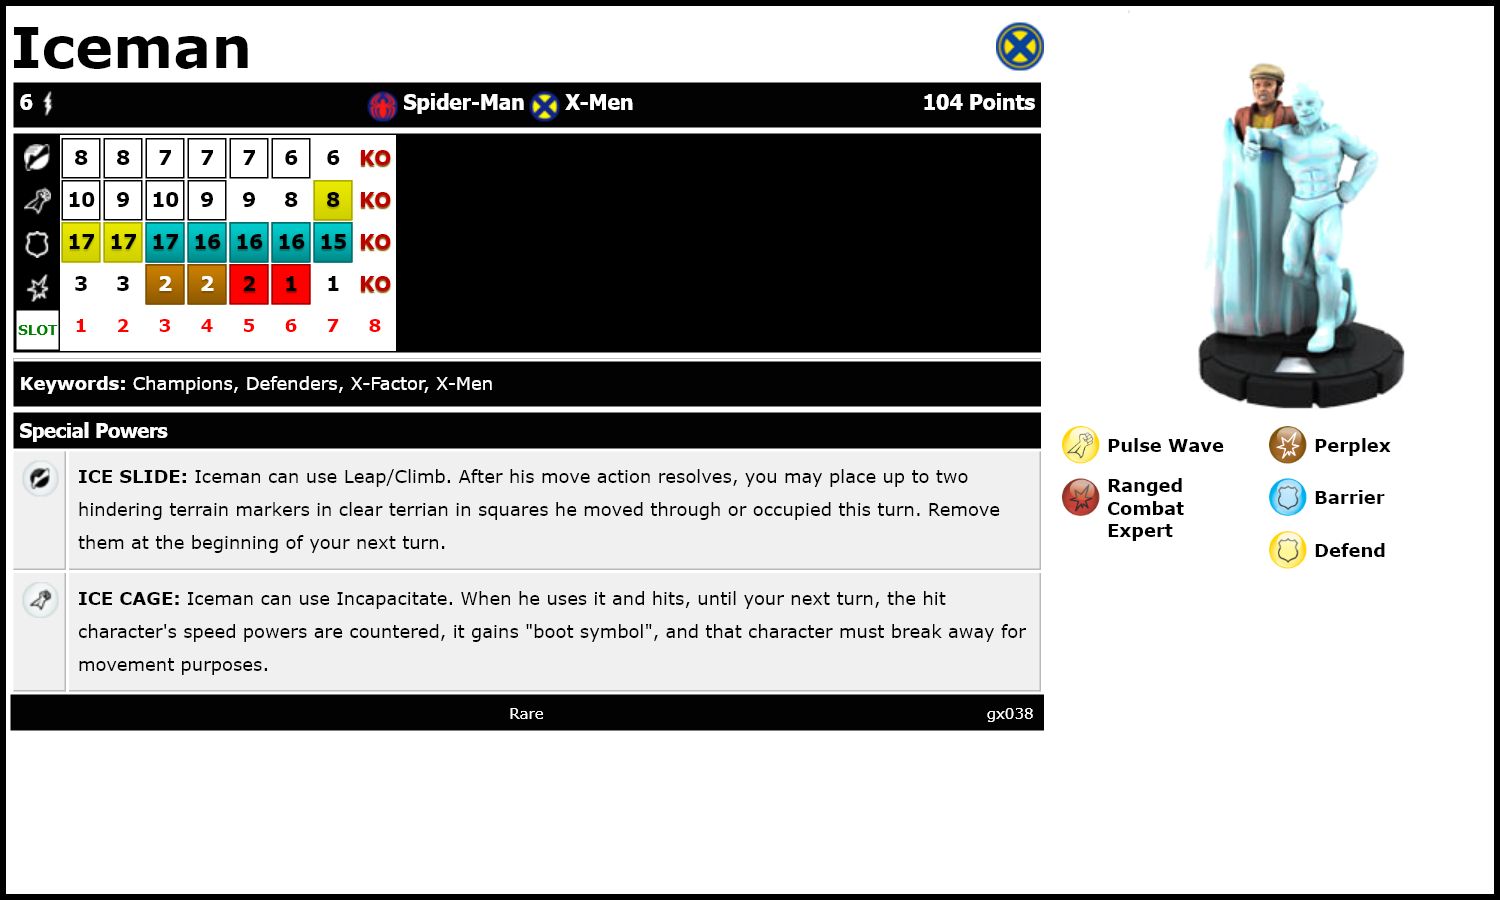 Iceman
6 Spider-Man X-Men 104 Points
8 8 7 7 7 6 6 KO
10 9 10 9 9 8 8 KO
17 17 17 16 16 16 15 KO
3 3 2 2 2 1 1 KO
SLOT 1 2 3 4 5 6 7 8
Keywords: Champions, Defenders, X-Factor, X-Men
Special Powers
ICE SLIDE: Iceman can use Leap/Climb. After his move action resolves, you may place up to two
hindering terrain markers in clear terrian in squares he moved through or occupied this turn. Remove
them at the beginning of your next turn.
ICE CAGE: Iceman can use Incapacitate. When he uses it and hits, until your next turn, the hit
character's speed powers are countered, it gains "boot symbol", and that character must break away for
movement purposes.
Rare gx038
Pulse Wave
Ranged
Combat
Expert
Perplex
Barrier
Defend